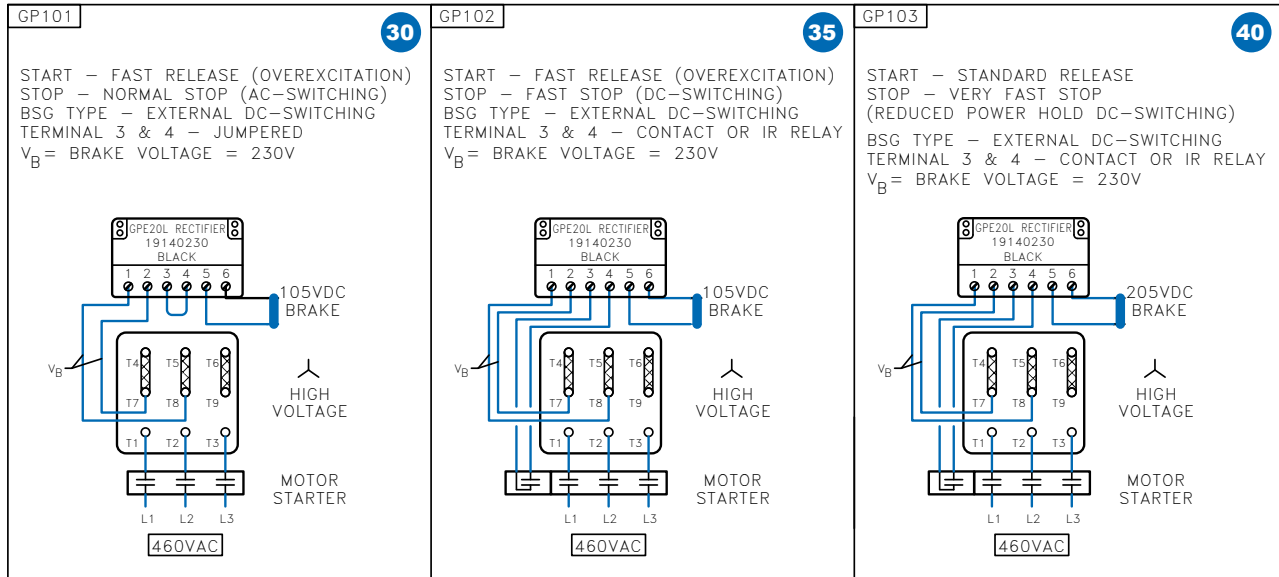 GP101
30
START – FAST RELEASE (OVEREXCITATION)
STOP – NORMAL STOP (AC–SWITCHING)
BSG TYPE – EXTERNAL DC–SWITCHING
TERMINAL 3 & 4 – JUMPERED
VB= BRAKE VOLTAGE = 230V
GPE20L RECTIFIER
19140230
BLACK
1 2 3 4 5 6
105VDC
BRAKE
VB
T4 T5 T6
T7 T8 T9
HIGH
VOLTAGE
T1 T2 T3
MOTOR
STARTER
L1 L2 L3
460VAC
GP102
35
START – FAST RELEASE (OVEREXCITATION)
STOP – FAST STOP (DC–SWITCHING)
BSG TYPE – EXTERNAL DC–SWITCHING
TERMINAL 3 & 4 – CONTACT OR IR RELAY
VB= BRAKE VOLTAGE = 230V
GPE20L RECTIFIER
19140230
BLACK
1 2 3 4 5 6
105VDC
BRAKE
VB
T4 T5 T6
T7 T8 T9
HIGH
VOLTAGE
T1 T2 T3
MOTOR
STARTER
L1 L2 L3
460VAC
GP103
40
START – STANDARD RELEASE
STOP – VERY FAST STOP
(REDUCED POWER HOLD DC–SWITCHING)
BSG TYPE – EXTERNAL DC–SWITCHING
TERMINAL 3 & 4 – CONTACT OR IR RELAY
VB= BRAKE VOLTAGE = 230V
GPE20L RECTIFIER
19140230
BLACK
1 2 3 4 5 6
205VDC
BRAKE
VB
T4 T5 T6
T7 T8 T9
HIGH
VOLTAGE
T1 T2 T3
MOTOR
STARTER
L1 L2 L3
460VAC